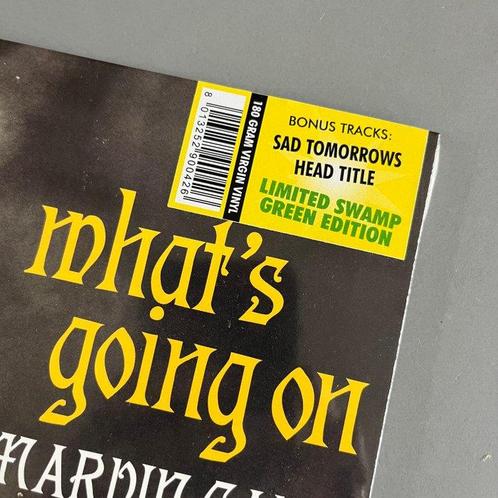 8 013252 900426
180 GRAM VIRGIN VINYL
BONUS TRACKS:
SAD TOMORROWS
HEAD TITLE
LIMITED SWAMP
GREEN EDITION
what's
going on
MARVIN